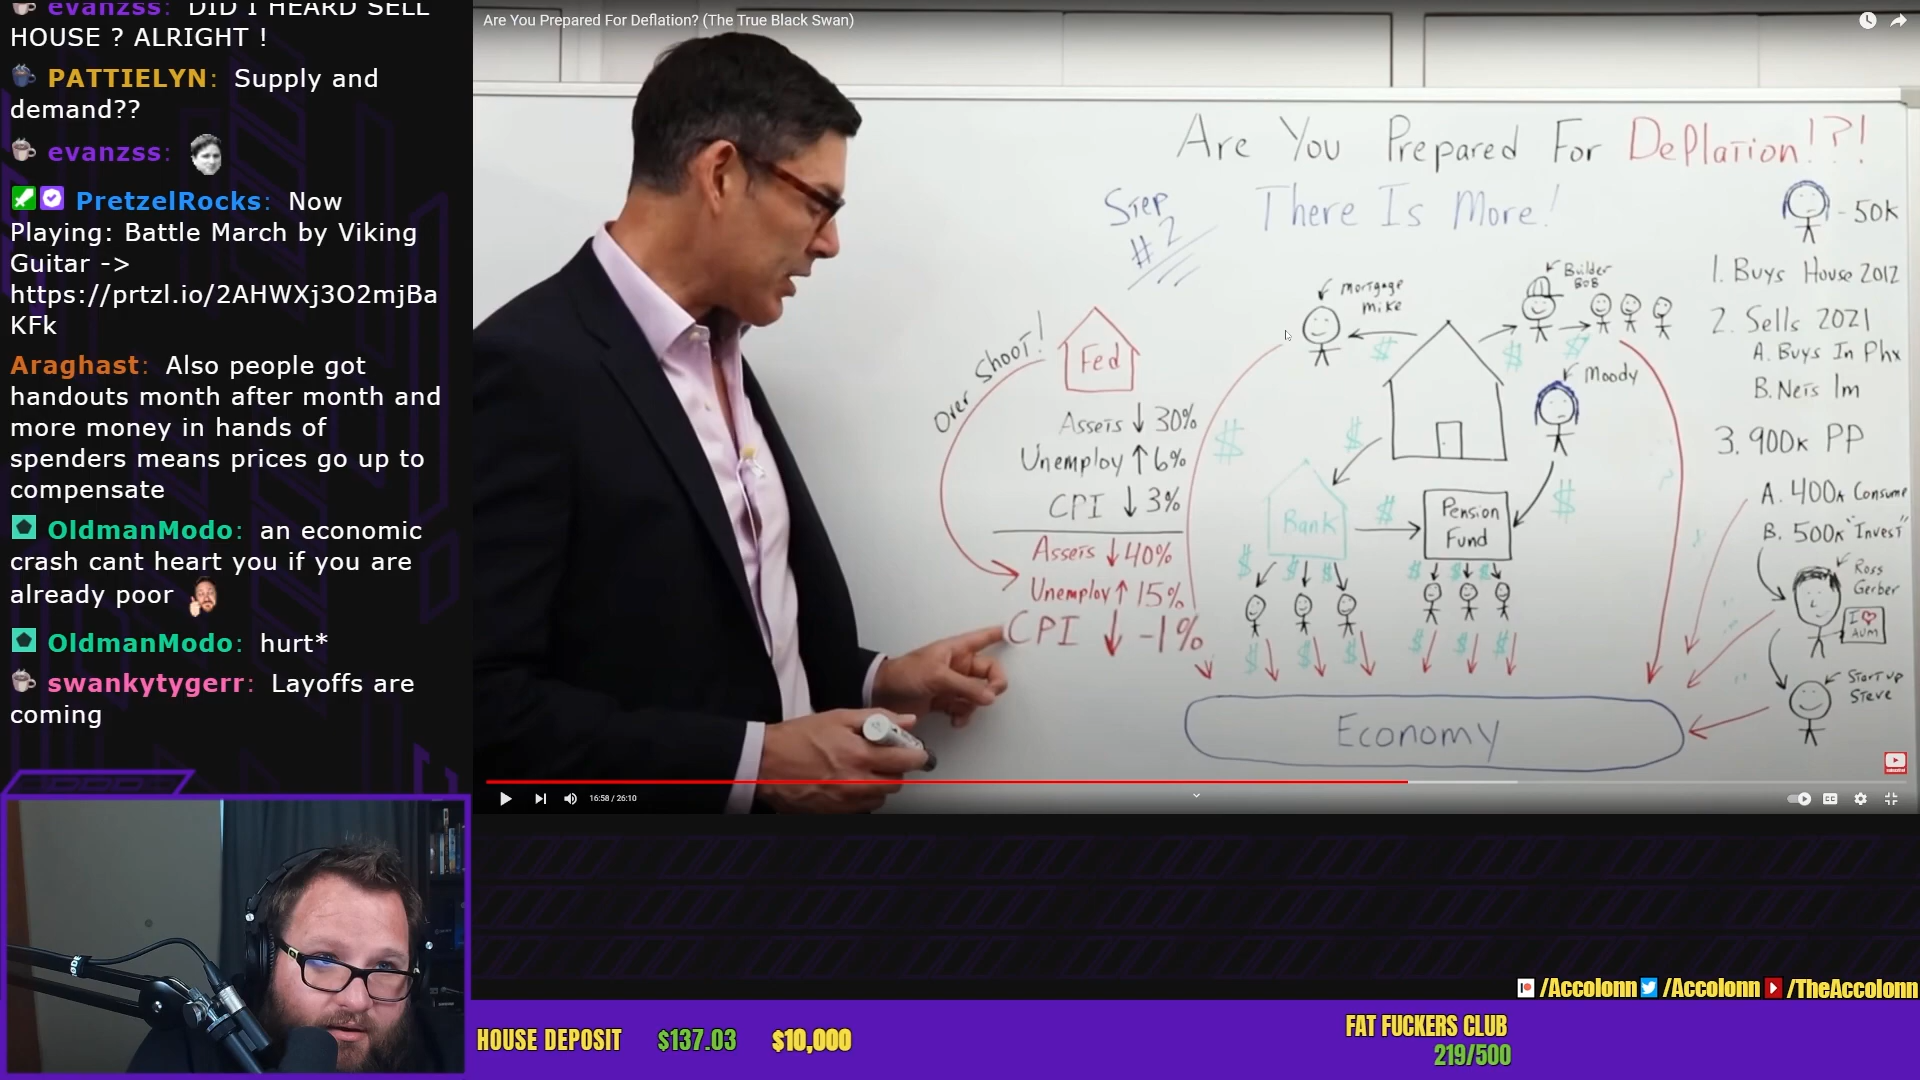 evanzss: DID I HEARD SELL
HOUSE ? ALRIGHT !
PATTIELYN: Supply and
demand??
evanzss:
PretzelRocks: Now
Playing: Battle March by Viking
Guitar ->
https://prtzl.io/2AHWXj3O2mjBa
KFk
Araghast: Also people got
handouts month after month and
more money in hands of
spenders means prices go up to
compensate
OldmanModo: an economic
crash cant heart you if you are
already poor
OldmanModo: hurt*
swankytygerr: Layoffs are
coming
Are You Prepared For Deflation? (The True Black Swan)
Are You Prepared For Deflation!?!
Step
#2
There Is More!
- 50k
1. Buys House 2012
2. Sells 2021
A. Buys In Phx
B. Nets 1m
3. 900k PP
A. 400k Consume
B. 500k "Invest"
Ross
Gerber
I ♥
AUM
Start up
Steve
Mortgage
Mike
Builder
BoB
Moody
$
$
$
$
$
$
$
Over Shoot!
Fed
Assets ↓ 30%
Unemploy ↑ 6%
CPI ↓ 3%
Assets ↓ 40%
Unemploy ↑ 15%
CPI ↓ -1%
Bank
Pension
Fund
$ $ $
$ $ $
$ $ $
$ $ $
Economy
16:58 / 26:10
CC
RØDE
/Accolonn /Accolonn /TheAccolonn
HOUSE DEPOSIT $137.03 $10,000
FAT FUCKERS CLUB
219/500